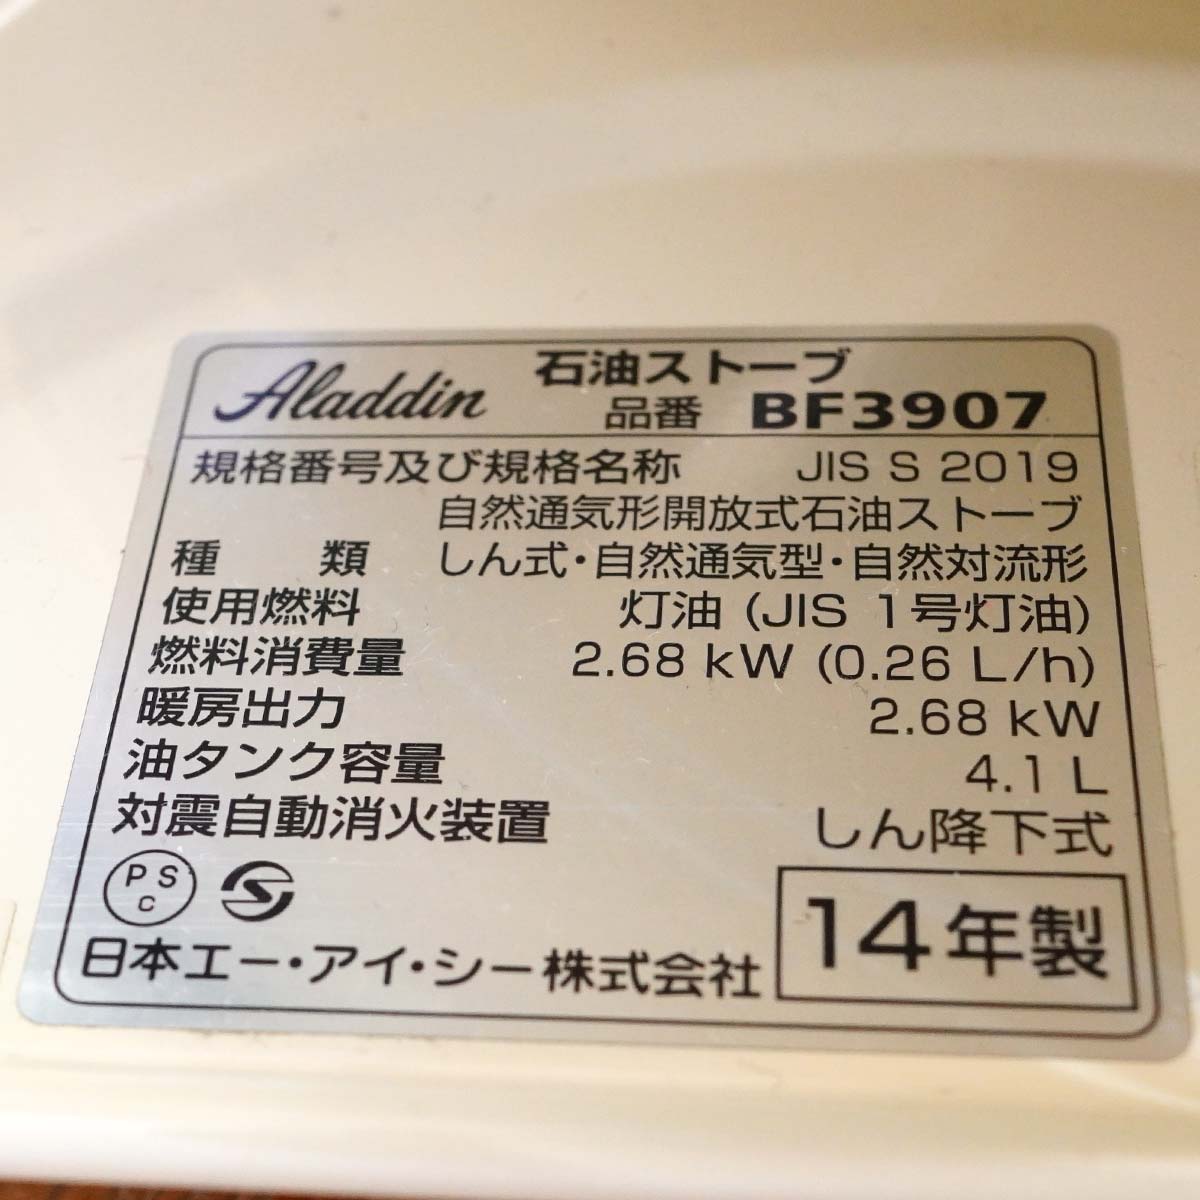 Aladdin 石油ストーブ
品番 BF3907
規格番号及び規格名称 JIS S 2019
自然通気形開放式石油ストーブ
種 類 しん式・自然通気型・自然対流形
使用燃料 灯油 (JIS 1号灯油)
燃料消費量 2.68 kW (0.26 L/h)
暖房出力 2.68 kW
油タンク容量 4.1 L
対震自動消火装置 しん降下式
PS
C
14年製
日本エー・アイ・シー株式会社